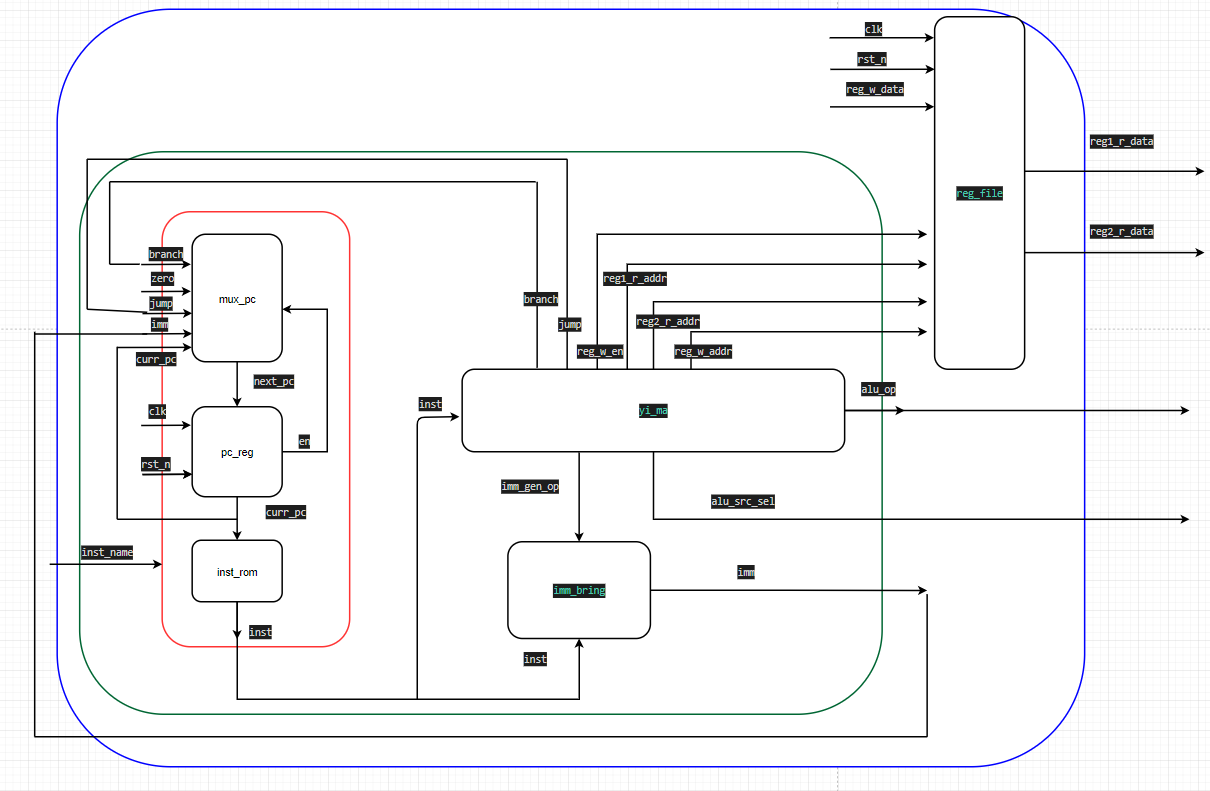 clk
rst_n
reg_w_data
reg1_r_data
reg_file
reg2_r_data
branch
zero
jump
imm
curr_pc
mux_pc
reg1_r_addr
branch
jump
reg2_r_addr
reg_w_en
reg_w_addr
next_pc
alu_op
inst
yi_ma
clk
pc_reg
en
rst_n
imm_gen_op
alu_src_sel
curr_pc
inst_name
inst_rom
imm
imm_bring
inst
inst